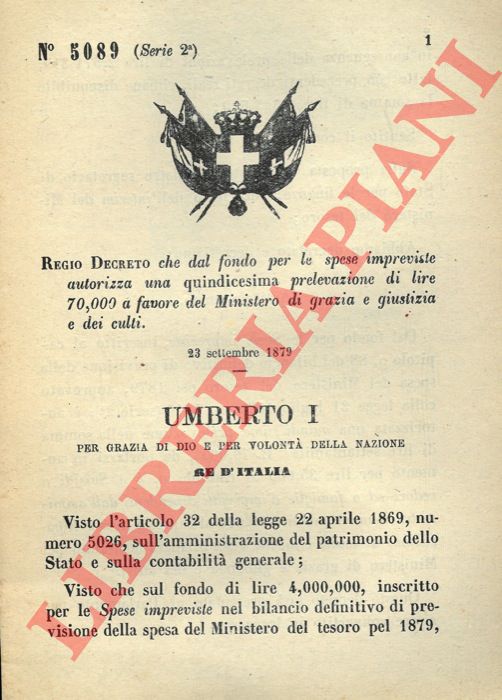 Nº 5089 (Serie 2ª)
1
REGIO DECRETO che dal fondo per le spese impreviste
autorizza una quindicesima prelevazione di lire
70,009 a favore del Ministero di grazia e giustizia
e dei culti.
23 settembre 1879
UMBERTO I
PER GRAZIA DI DIO E PER VOLONTÀ DELLA NAZIONE
RE D'ITALIA
Visto l'articolo 32 della legge 22 aprile 1869, nu-
mero 5026, sull'amministrazione del patrimonio dello
Stato e sulla contabilità generale;
Visto che sul fondo di lire 4,000,000, inscritto
per le Spese impreviste nel bilancio definitivo di pre-
visione della spesa del Ministero del tesoro pel 1879,
LIBRERIA PIANI